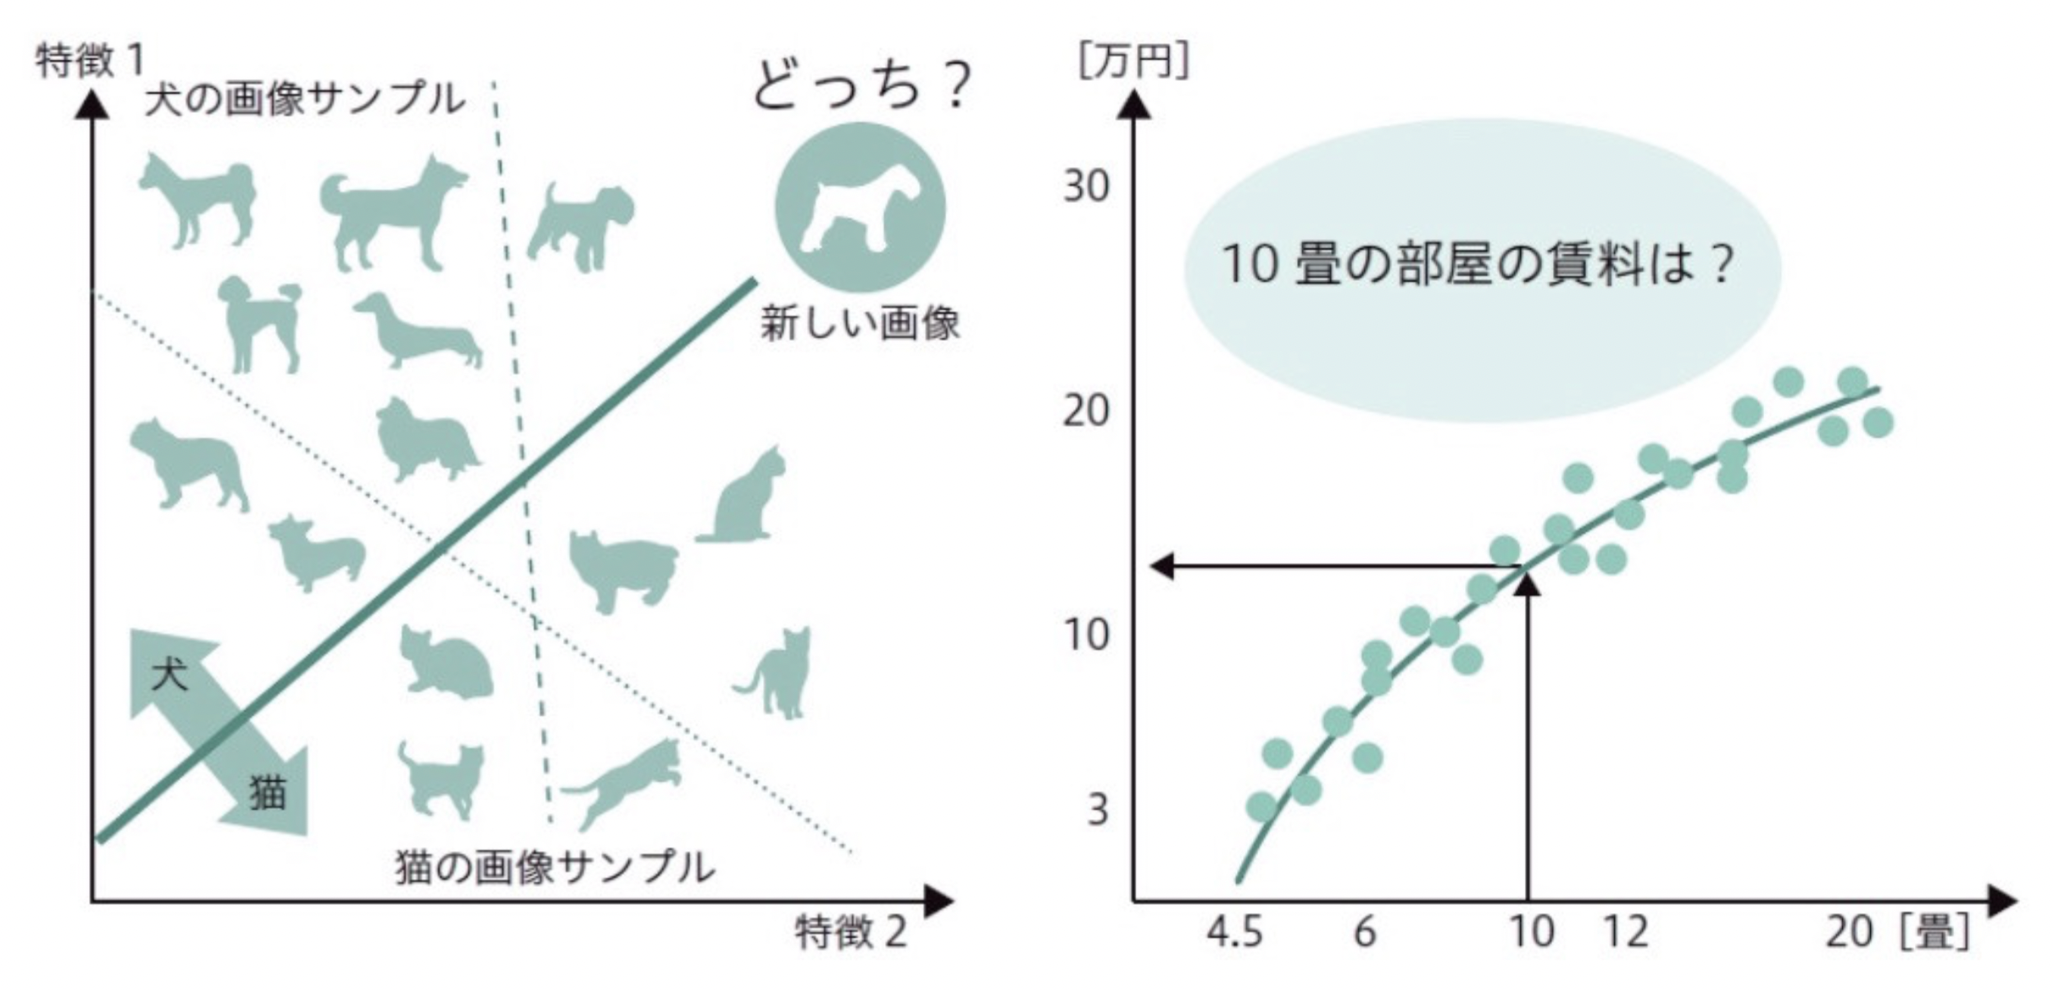 特徴 1
犬の画像サンプル
どっち？
新しい画像
犬
猫
猫の画像サンプル
特徴 2
[万円]
30
20
10
3
10 畳の部屋の賃料は？
4.5 6 10 12 20 [畳]